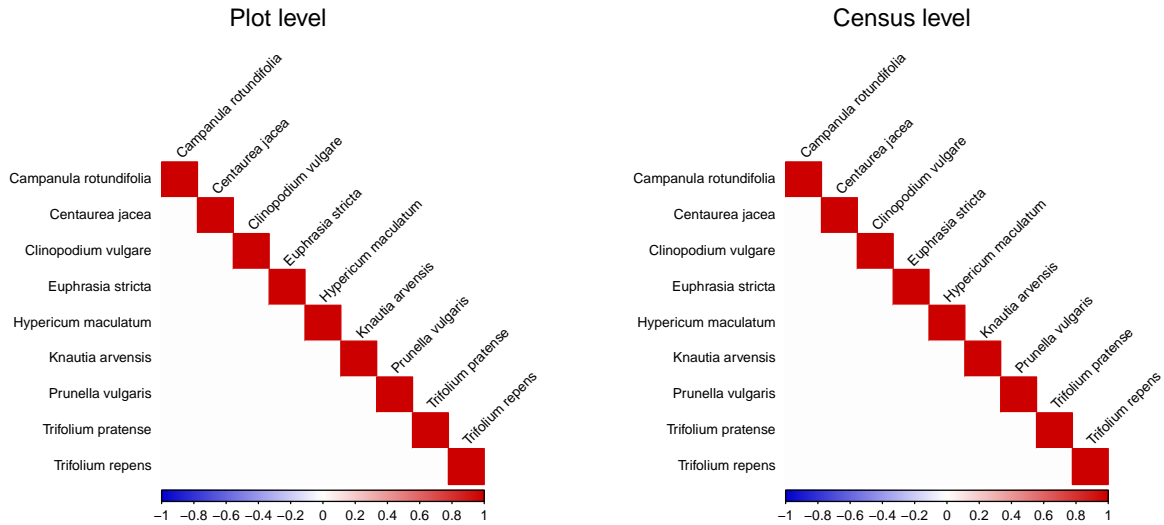 Plot level
Campanula rotundifolia
Centaurea jacea
Clinopodium vulgare
Euphrasia stricta
Hypericum maculatum
Knautia arvensis
Prunella vulgaris
Trifolium pratense
Trifolium repens
Campanula rotundifolia
Centaurea jacea
Clinopodium vulgare
Euphrasia stricta
Hypericum maculatum
Knautia arvensis
Prunella vulgaris
Trifolium pratense
Trifolium repens
−1 −0.8 −0.6 −0.4 −0.2 0 0.2 0.4 0.6 0.8 1
Census level
Campanula rotundifolia
Centaurea jacea
Clinopodium vulgare
Euphrasia stricta
Hypericum maculatum
Knautia arvensis
Prunella vulgaris
Trifolium pratense
Trifolium repens
Campanula rotundifolia
Centaurea jacea
Clinopodium vulgare
Euphrasia stricta
Hypericum maculatum
Knautia arvensis
Prunella vulgaris
Trifolium pratense
Trifolium repens
−1 −0.8 −0.6 −0.4 −0.2 0 0.2 0.4 0.6 0.8 1